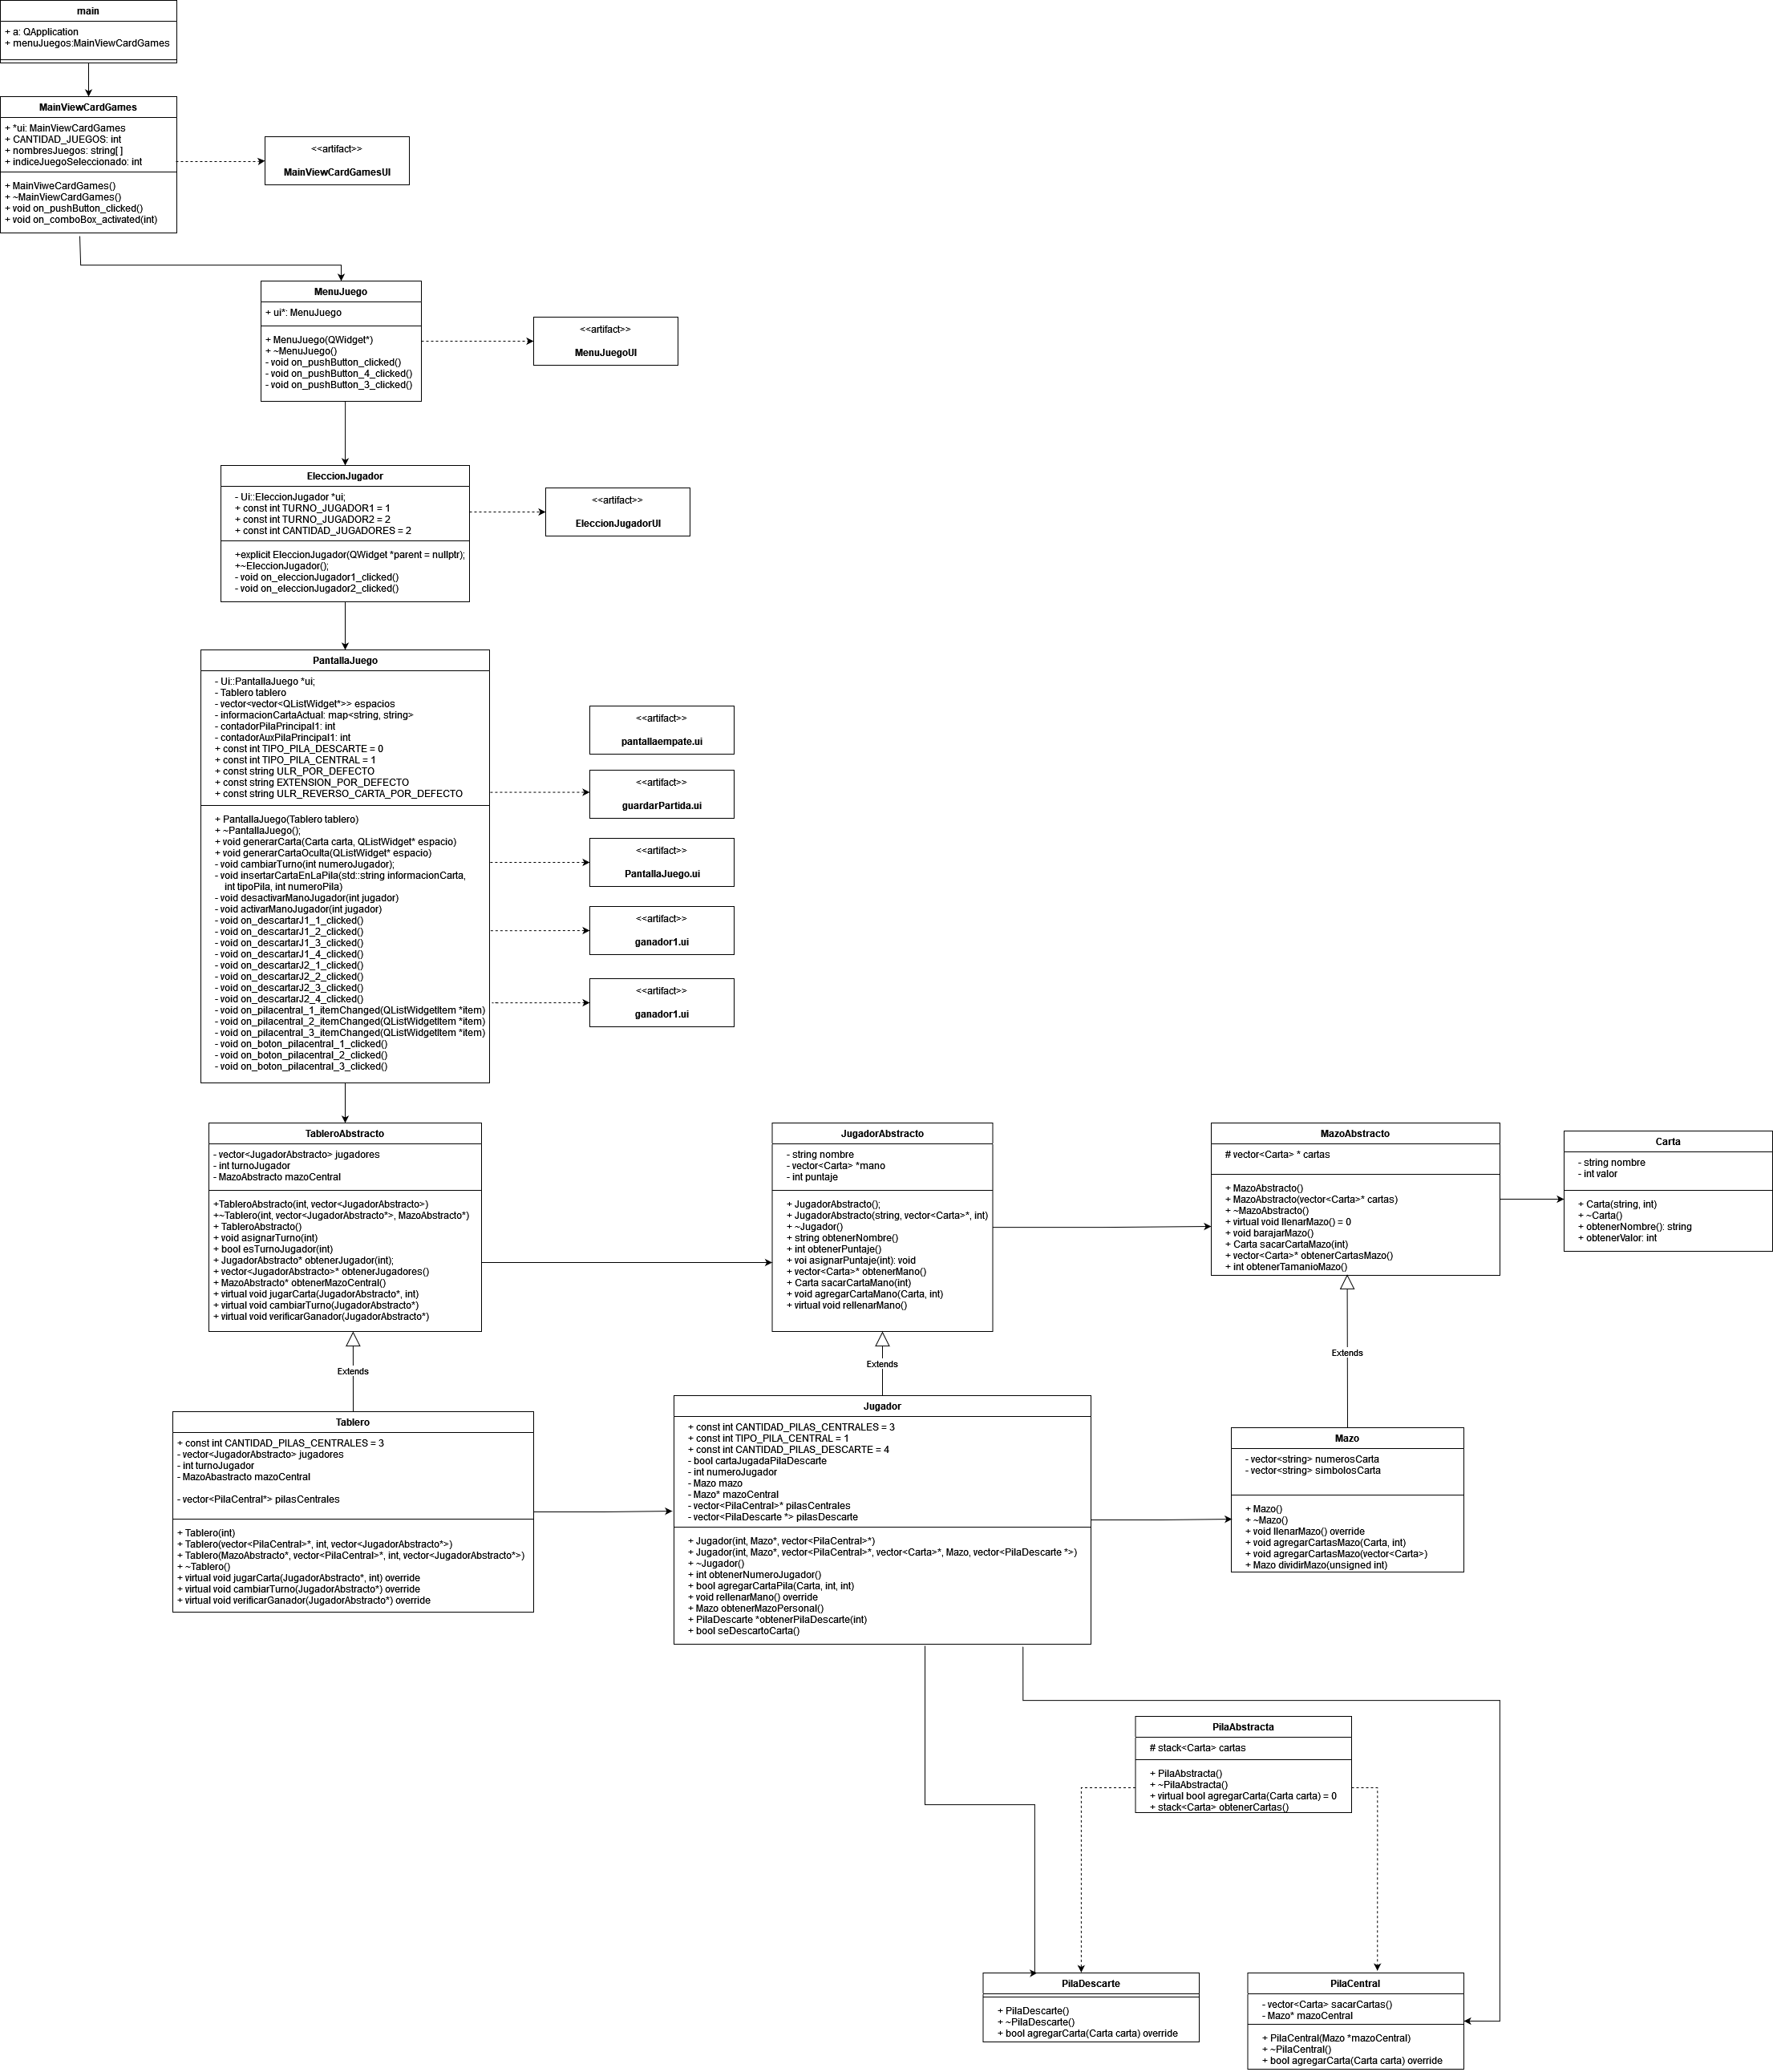 main
+ a: QApplication
+ menuJuegos:MainViewCardGames
MainViewCardGames
+ *ui: MainViewCardGames
+ CANTIDAD_JUEGOS: int
+ nombresJuegos: string[ ]
+ indiceJuegoSeleccionado: int
+ MainViweCardGames()
+ ~MainViewCardGames()
+ void on_pushButton_clicked()
+ void on_comboBox_activated(int)
<<artifact>>
MainViewCardGamesUI
MenuJuego
+ ui*: MenuJuego
+ MenuJuego(QWidget*)
+ ~MenuJuego()
- void on_pushButton_clicked()
- void on_pushButton_4_clicked()
- void on_pushButton_3_clicked()
<<artifact>>
MenuJuegoUI
EleccionJugador
- Ui::EleccionJugador *ui;
+ const int TURNO_JUGADOR1 = 1
+ const int TURNO_JUGADOR2 = 2
+ const int CANTIDAD_JUGADORES = 2
+explicit EleccionJugador(QWidget *parent = nullptr);
+~EleccionJugador();
- void on_eleccionJugador1_clicked()
- void on_eleccionJugador2_clicked()
<<artifact>>
EleccionJugadorUI
PantallaJuego
- Ui::PantallaJuego *ui;
- Tablero tablero
- vector<vector<QListWidget*>> espacios
- informacionCartaActual: map<string, string>
- contadorPilaPrincipal1: int
- contadorAuxPilaPrincipal1: int
+ const int TIPO_PILA_DESCARTE = 0
+ const int TIPO_PILA_CENTRAL = 1
+ const string ULR_POR_DEFECTO
+ const string EXTENSION_POR_DEFECTO
+ const string ULR_REVERSO_CARTA_POR_DEFECTO
+ PantallaJuego(Tablero tablero)
+ ~PantallaJuego();
+ void generarCarta(Carta carta, QListWidget* espacio)
+ void generarCartaOculta(QListWidget* espacio)
- void cambiarTurno(int numeroJugador);
- void insertarCartaEnLaPila(std::string informacionCarta,
int tipoPila, int numeroPila)
- void desactivarManoJugador(int jugador)
- void activarManoJugador(int jugador)
- void on_descartarJ1_1_clicked()
- void on_descartarJ1_2_clicked()
- void on_descartarJ1_3_clicked()
- void on_descartarJ1_4_clicked()
- void on_descartarJ2_1_clicked()
- void on_descartarJ2_2_clicked()
- void on_descartarJ2_3_clicked()
- void on_descartarJ2_4_clicked()
- void on_pilacentral_1_itemChanged(QListWidgetItem *item)
- void on_pilacentral_2_itemChanged(QListWidgetItem *item)
- void on_pilacentral_3_itemChanged(QListWidgetItem *item)
- void on_boton_pilacentral_1_clicked()
- void on_boton_pilacentral_2_clicked()
- void on_boton_pilacentral_3_clicked()
<<artifact>>
pantallaempate.ui
<<artifact>>
guardarPartida.ui
<<artifact>>
PantallaJuego.ui
<<artifact>>
ganador1.ui
<<artifact>>
ganador1.ui
TableroAbstracto
- vector<JugadorAbstracto> jugadores
- int turnoJugador
- MazoAbstracto mazoCentral
+TableroAbstracto(int, vector<JugadorAbstracto>)
+~Tablero(int, vector<JugadorAbstracto*>, MazoAbstracto*)
+ TableroAbstracto()
+ void asignarTurno(int)
+ bool esTurnoJugador(int)
+ JugadorAbstracto* obtenerJugador(int);
+ vector<JugadorAbstracto>* obtenerJugadores()
+ MazoAbstracto* obtenerMazoCentral()
+ virtual void jugarCarta(JugadorAbstracto*, int)
+ virtual void cambiarTurno(JugadorAbstracto*)
+ virtual void verificarGanador(JugadorAbstracto*)
JugadorAbstracto
- string nombre
- vector<Carta> *mano
- int puntaje
+ JugadorAbstracto();
+ JugadorAbstracto(string, vector<Carta>*, int)
+ ~Jugador()
+ string obtenerNombre()
+ int obtenerPuntaje()
+ voi asignarPuntaje(int): void
+ vector<Carta>* obtenerMano()
+ Carta sacarCartaMano(int)
+ void agregarCartaMano(Carta, int)
+ virtual void rellenarMano()
MazoAbstracto
# vector<Carta> * cartas
+ MazoAbstracto()
+ MazoAbstracto(vector<Carta>* cartas)
+ ~MazoAbstracto()
+ virtual void llenarMazo() = 0
+ void barajarMazo()
+ Carta sacarCartaMazo(int)
+ vector<Carta>* obtenerCartasMazo()
+ int obtenerTamanioMazo()
Carta
- string nombre
- int valor
+ Carta(string, int)
+ ~Carta()
+ obtenerNombre(): string
+ obtenerValor: int
Extends
Extends
Extends
Tablero
+ const int CANTIDAD_PILAS_CENTRALES = 3
- vector<JugadorAbstracto> jugadores
- int turnoJugador
- MazoAbastracto mazoCentral
- vector<PilaCentral*> pilasCentrales
+ Tablero(int)
+ Tablero(vector<PilaCentral>*, int, vector<JugadorAbstracto*>)
+ Tablero(MazoAbstracto*, vector<PilaCentral>*, int, vector<JugadorAbstracto*>)
+ ~Tablero()
+ virtual void jugarCarta(JugadorAbstracto*, int) override
+ virtual void cambiarTurno(JugadorAbstracto*) override
+ virtual void verificarGanador(JugadorAbstracto*) override
Jugador
+ const int CANTIDAD_PILAS_CENTRALES = 3
+ const int TIPO_PILA_CENTRAL = 1
+ const int CANTIDAD_PILAS_DESCARTE = 4
- bool cartaJugadaPilaDescarte
- int numeroJugador
- Mazo mazo
- Mazo* mazoCentral
- vector<PilaCentral>* pilasCentrales
- vector<PilaDescarte *> pilasDescarte
+ Jugador(int, Mazo*, vector<PilaCentral>*)
+ Jugador(int, Mazo*, vector<PilaCentral>*, vector<Carta>*, Mazo, vector<PilaDescarte *>)
+ ~Jugador()
+ int obtenerNumeroJugador()
+ bool agregarCartaPila(Carta, int, int)
+ void rellenarMano() override
+ Mazo obtenerMazoPersonal()
+ PilaDescarte *obtenerPilaDescarte(int)
+ bool seDescartoCarta()
Mazo
- vector<string> numerosCarta
- vector<string> simbolosCarta
+ Mazo()
+ ~Mazo()
+ void llenarMazo() override
+ void agregarCartasMazo(Carta, int)
+ void agregarCartasMazo(vector<Carta>)
+ Mazo dividirMazo(unsigned int)
PilaAbstracta
# stack<Carta> cartas
+ PilaAbstracta()
+ ~PilaAbstracta()
+ virtual bool agregarCarta(Carta carta) = 0
+ stack<Carta> obtenerCartas()
PilaDescarte
+ PilaDescarte()
+ ~PilaDescarte()
+ bool agregarCarta(Carta carta) override
PilaCentral
- vector<Carta> sacarCartas()
- Mazo* mazoCentral
+ PilaCentral(Mazo *mazoCentral)
+ ~PilaCentral()
+ bool agregarCarta(Carta carta) override